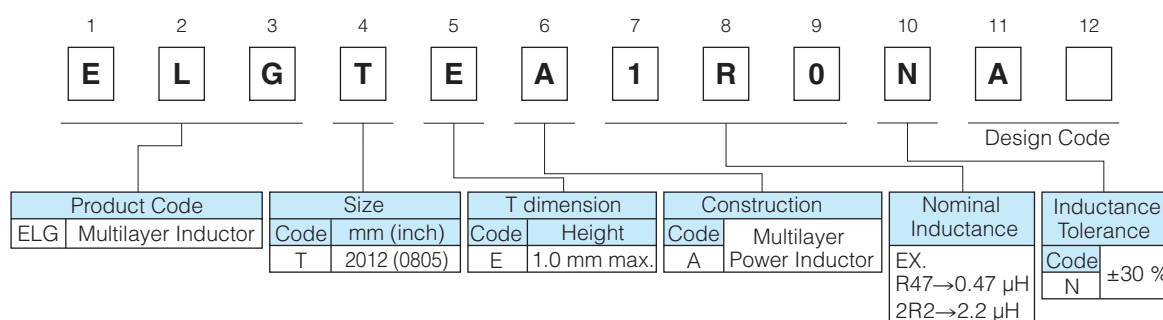 1 2 3 4 5 6 7 8 9 10 11 12
E L G T E A 1 R 0 N A
Design Code
Product Code
ELG Multilayer Inductor
Size
Code mm (inch)
T 2012 (0805)
T dimension
Code Height
E 1.0 mm max.
Construction
Code Multilayer
A Power Inductor
Nominal
Inductance
EX.
R47→0.47 μH
2R2→2.2 μH
Inductance
Tolerance
Code
N ±30 %